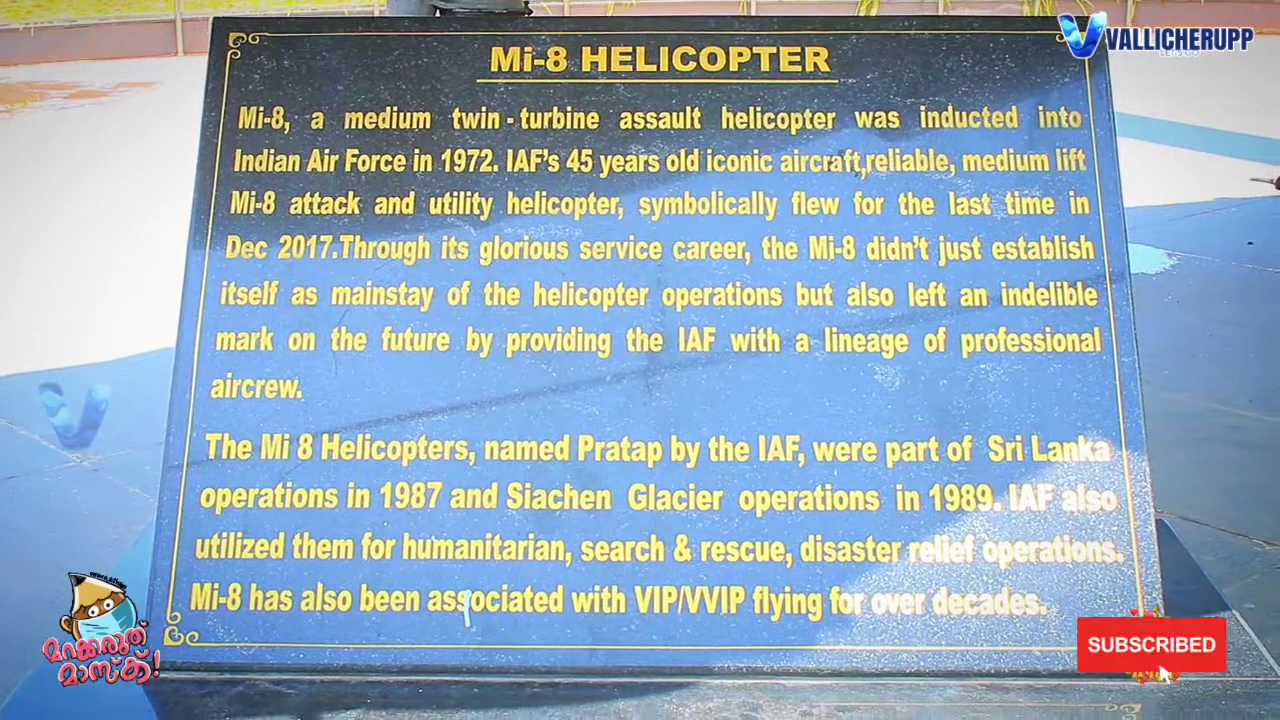 VALLICHERUPP
LET'S GO
Mi-8 HELICOPTER
Mi-8, a medium twin - turbine assault helicopter was inducted into
Indian Air Force in 1972. IAF's 45 years old iconic aircraft,reliable, medium lift
Mi-8 attack and utility helicopter, symbolically flew for the last time in
Dec 2017.Through its glorious service career, the Mi-8 didn't just establish
itself as mainstay of the helicopter operations but also left an indelible
mark on the future by providing the IAF with a lineage of professional
aircrew.
The Mi 8 Helicopters, named Pratap by the IAF, were part of Sri Lanka
operations in 1987 and Siachen Glacier operations in 1989. IAF also
utilized them for humanitarian, search & rescue, disaster relief operations.
Mi-8 has also been associated with VIP/VVIP flying for over decades.
മറക്കരുത്
മാസ്ക്!
SUBSCRIBED